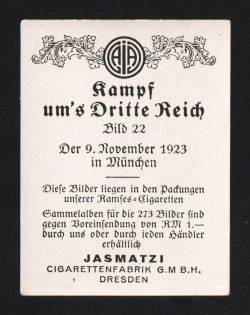 AJA
Kampf
um's Dritte Reich
Bild 22
Der 9. November 1923
in München
Diese Bilder liegen in den Packungen
unserer Ramses=Cigaretten
Sammelalben für die 273 Bilder sind
gegen Voreinsendung von RM 1.—
durch uns oder durch jeden Händler
erhältlich
JASMATZI
CIGARETTENFABRIK G.M.B.H.
DRESDEN